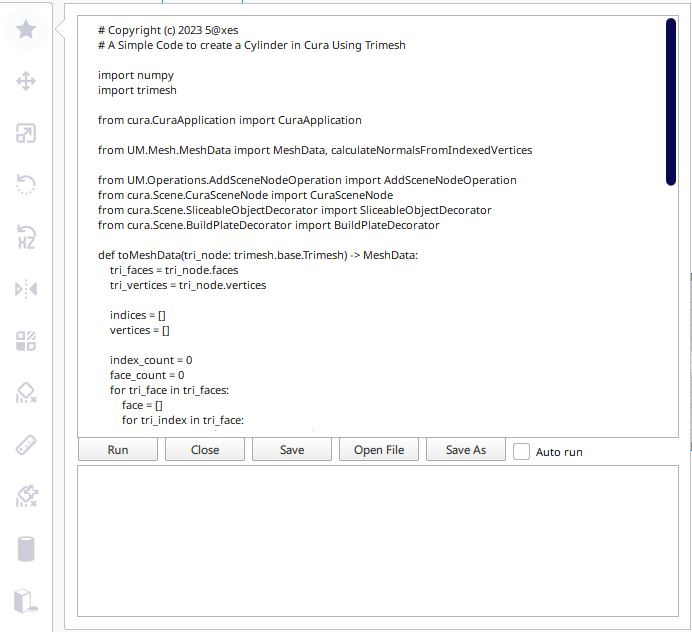 # Copyright (c) 2023 5@xes
# A Simple Code to create a Cylinder in Cura Using Trimesh
import numpy
import trimesh
from cura.CuraApplication import CuraApplication
from UM.Mesh.MeshData import MeshData, calculateNormalsFromIndexedVertices
from UM.Operations.AddSceneNodeOperation import AddSceneNodeOperation
from cura.Scene.CuraSceneNode import CuraSceneNode
from cura.Scene.SliceableObjectDecorator import SliceableObjectDecorator
from cura.Scene.BuildPlateDecorator import BuildPlateDecorator
def toMeshData(tri_node: trimesh.base.Trimesh) -> MeshData:
    tri_faces = tri_node.faces
    tri_vertices = tri_node.vertices
    indices = []
    vertices = []
    index_count = 0
    face_count = 0
    for tri_face in tri_faces:
        face = []
        for tri_index in tri_face:
Run Close Save Open File Save As Auto run
KZ